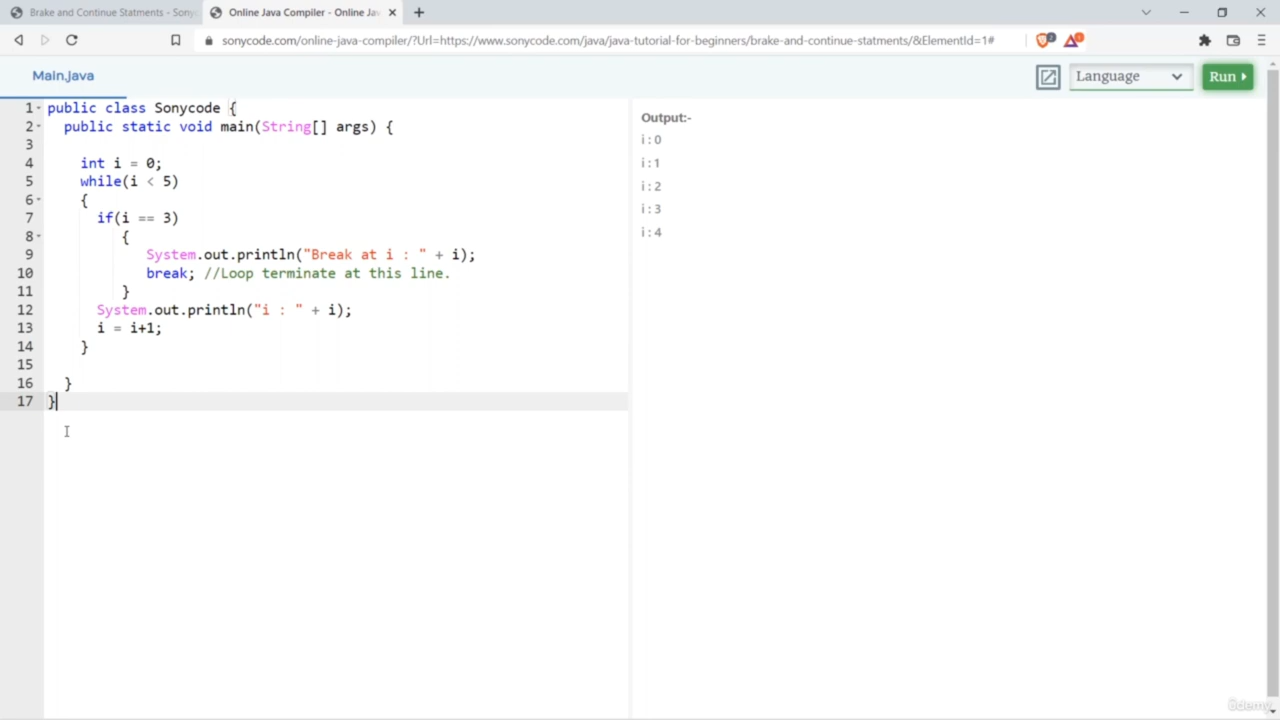 Brake and Continue Statments - Sony
Online Java Compiler - Online Jav
sonycode.com/online-java-compiler/?Url=https://www.sonycode.com/java/java-tutorial-for-beginners/brake-and-continue-statments/&ElementId=1#
Main.java
Language
Run
1 public class Sonycode {
2 public static void main(String[] args) {
3
4 int i = 0;
5 while(i < 5)
6 {
7 if(i == 3)
8 {
9 System.out.println("Break at i : " + i);
10 break; //Loop terminate at this line.
11 }
12 System.out.println("i : " + i);
13 i = i+1;
14 }
15
16 }
17 }
Output:-
i : 0
i : 1
i : 2
i : 3
i : 4
ûdemy